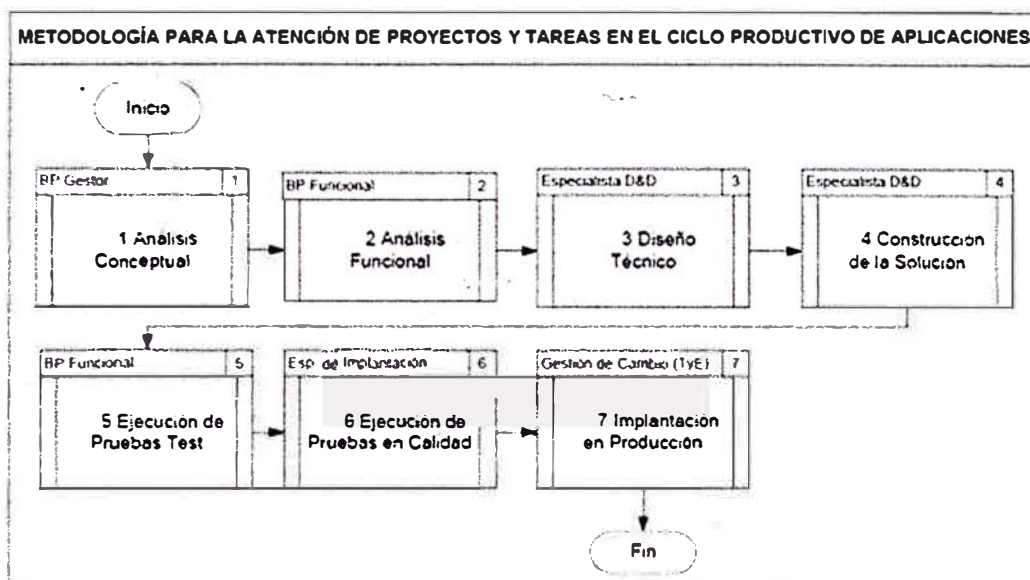 METODOLOGÍA PARA LA ATENCIÓN DE PROYECTOS Y TAREAS EN EL CICLO PRODUCTIVO DE APLICACIONES
Inicio
BP Gestor 1
1 Análisis
Conceptual
BP Funcional 2
2 Análisis
Funcional
Especialista D&D 3
3 Diseño
Técnico
Especialista D&D 4
4 Construcción
de la Solución
BP Funcional 5
5 Ejecución de
Pruebas Test
Esp. de Implantación 6
6 Ejecución de
Pruebas en Calidad
Gestión de Cambio (TyE) 7
7 Implantación
en Producción
Fin